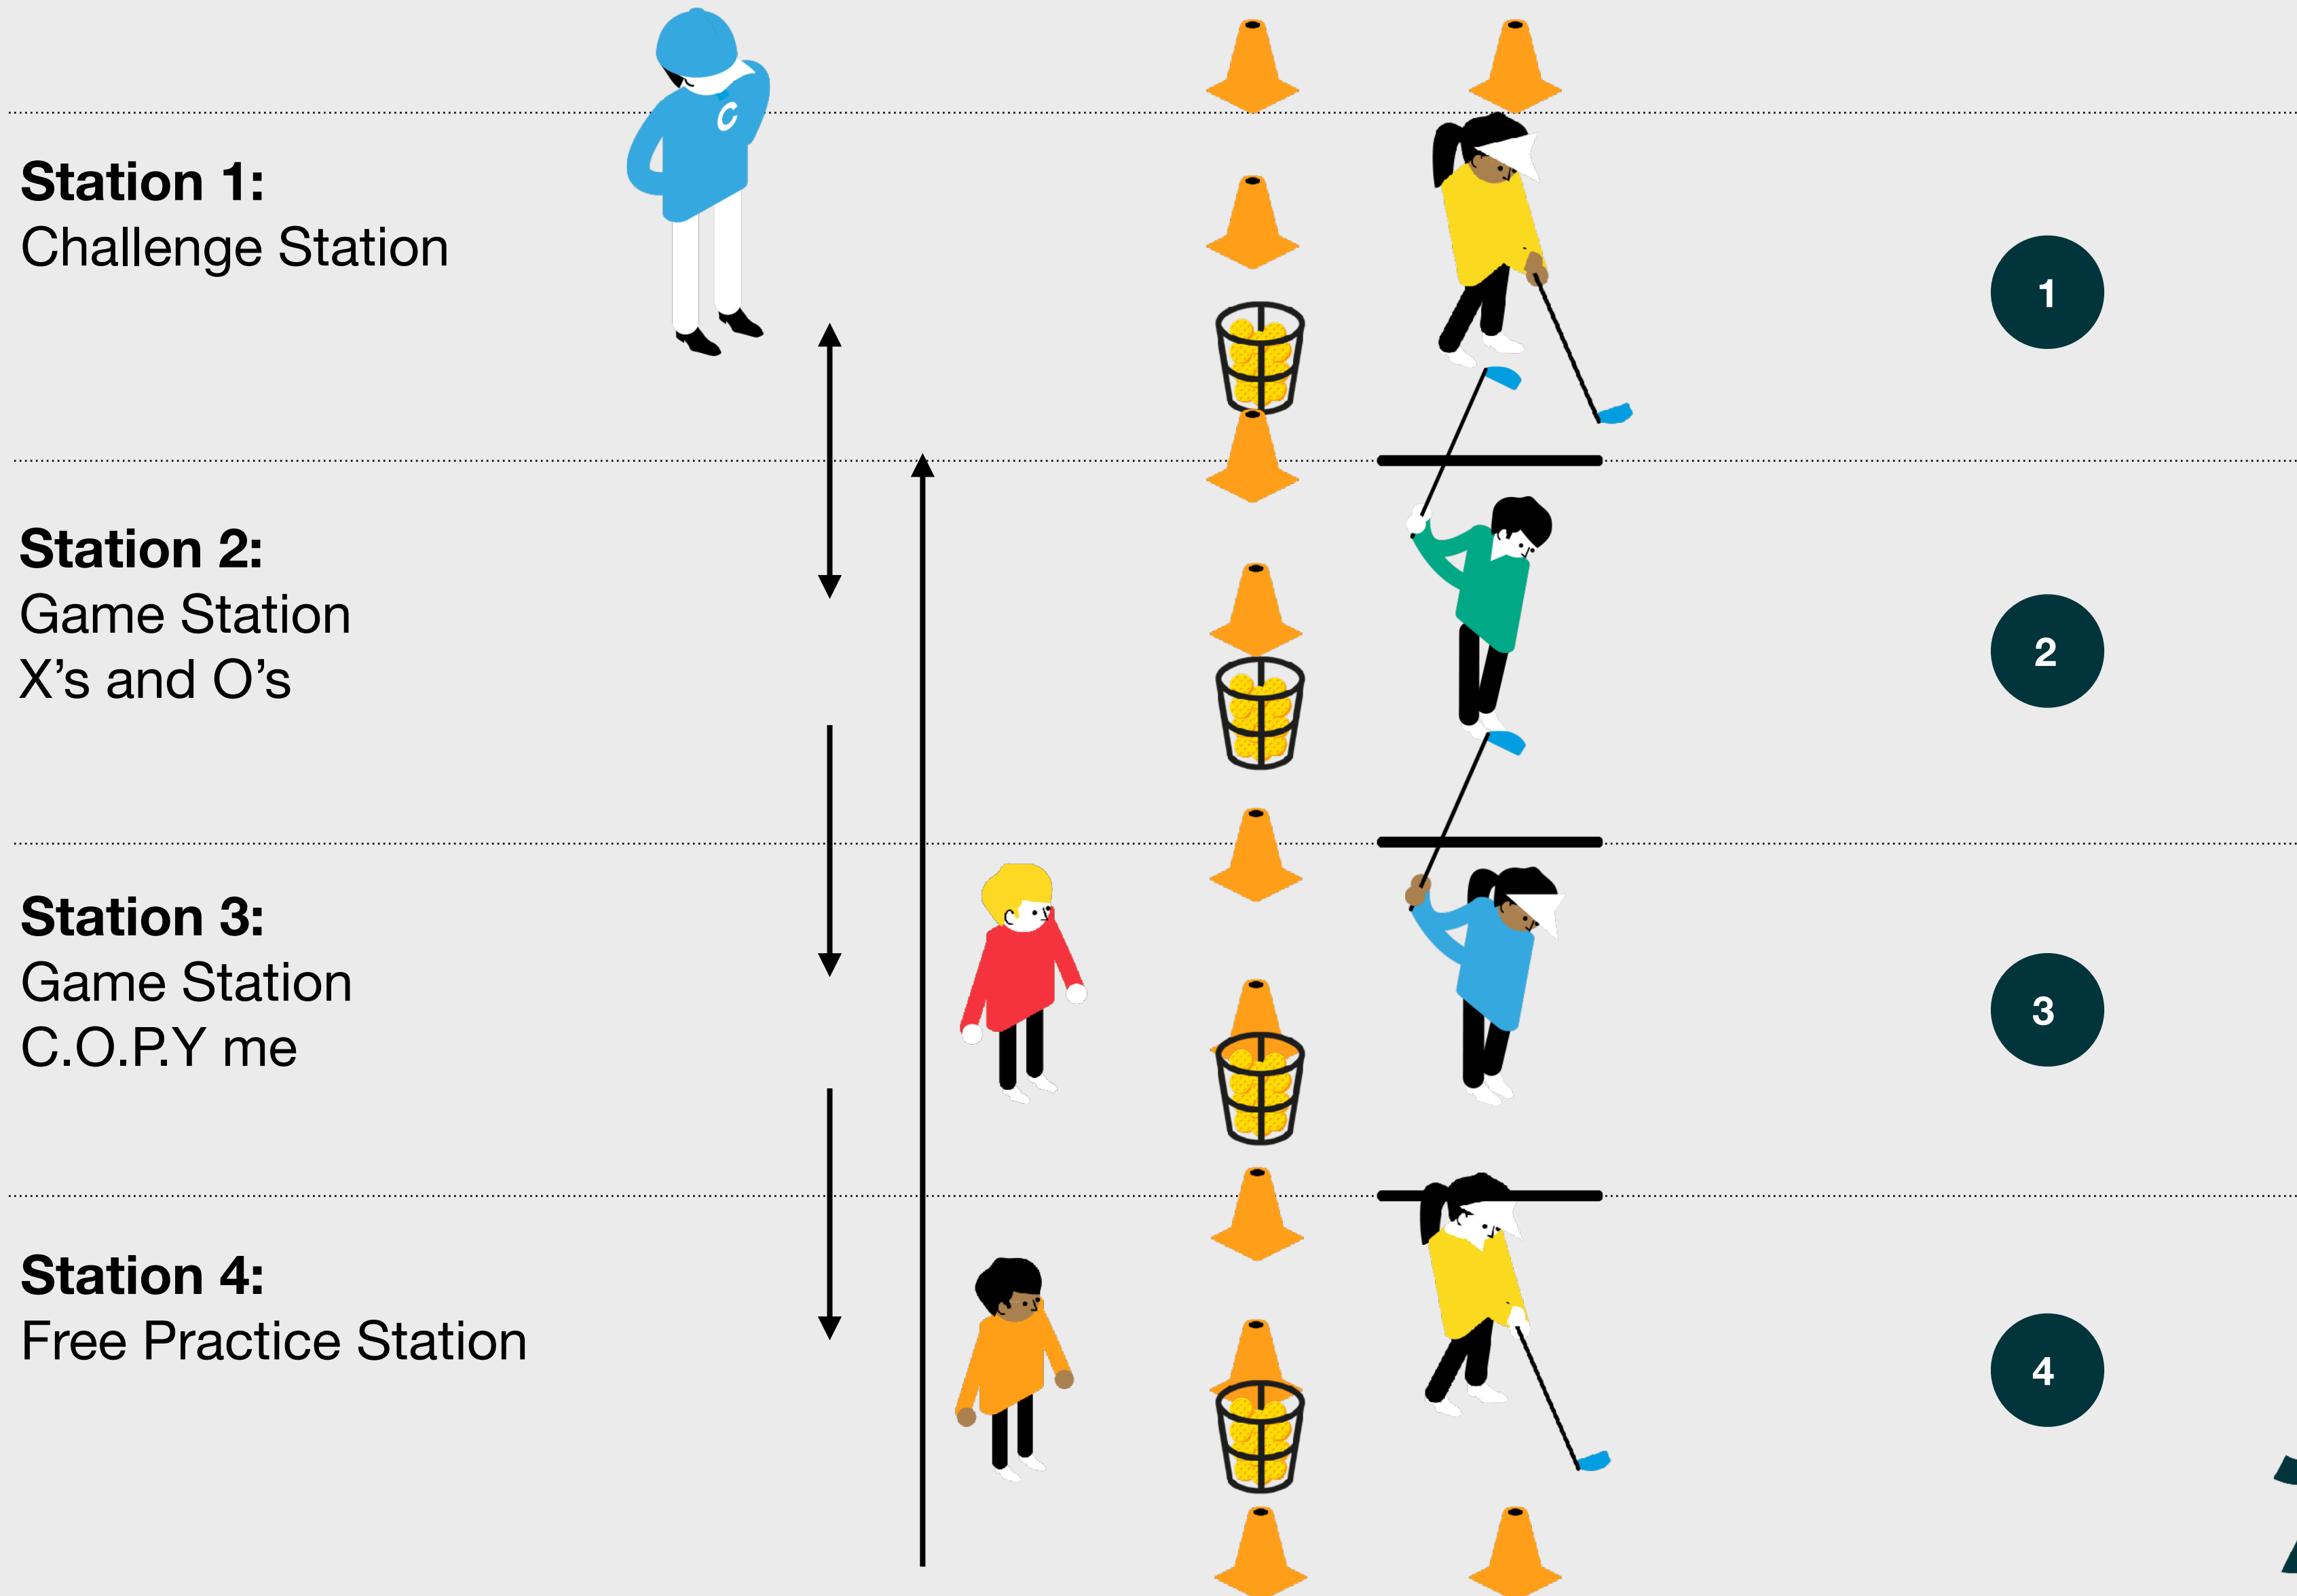 C
Station 1:
Challenge Station
1
Station 2:
Game Station
X’s and O’s
2
Station 3:
Game Station
C.O.P.Y me
3
Station 4:
Free Practice Station
4